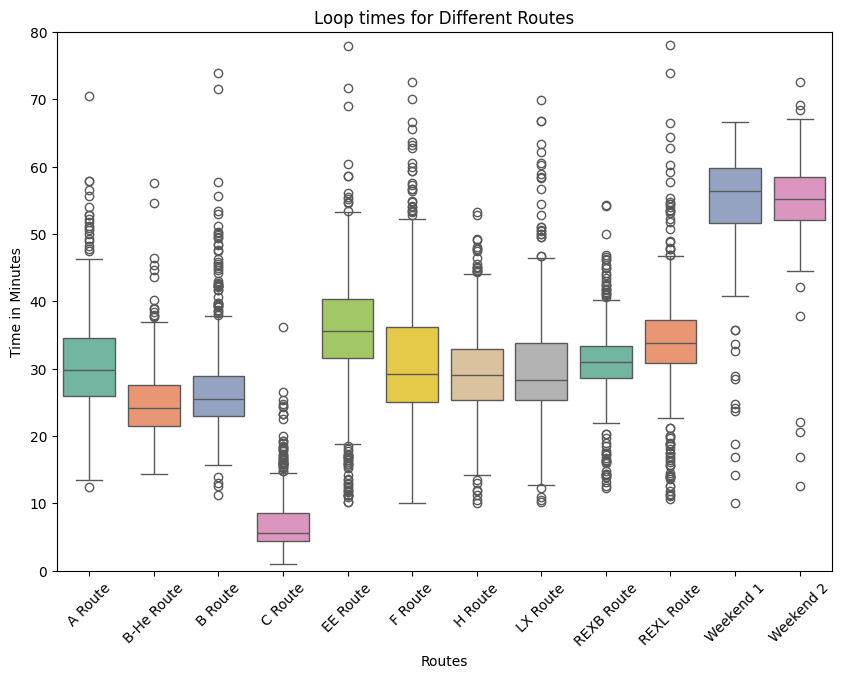 Loop times for Different Routes
Time in Minutes
80
70
60
50
40
30
20
10
0
A Route
B-He Route
B Route
C Route
EE Route
F Route
H Route
LX Route
REXB Route
REXL Route
Weekend 1
Weekend 2
Routes